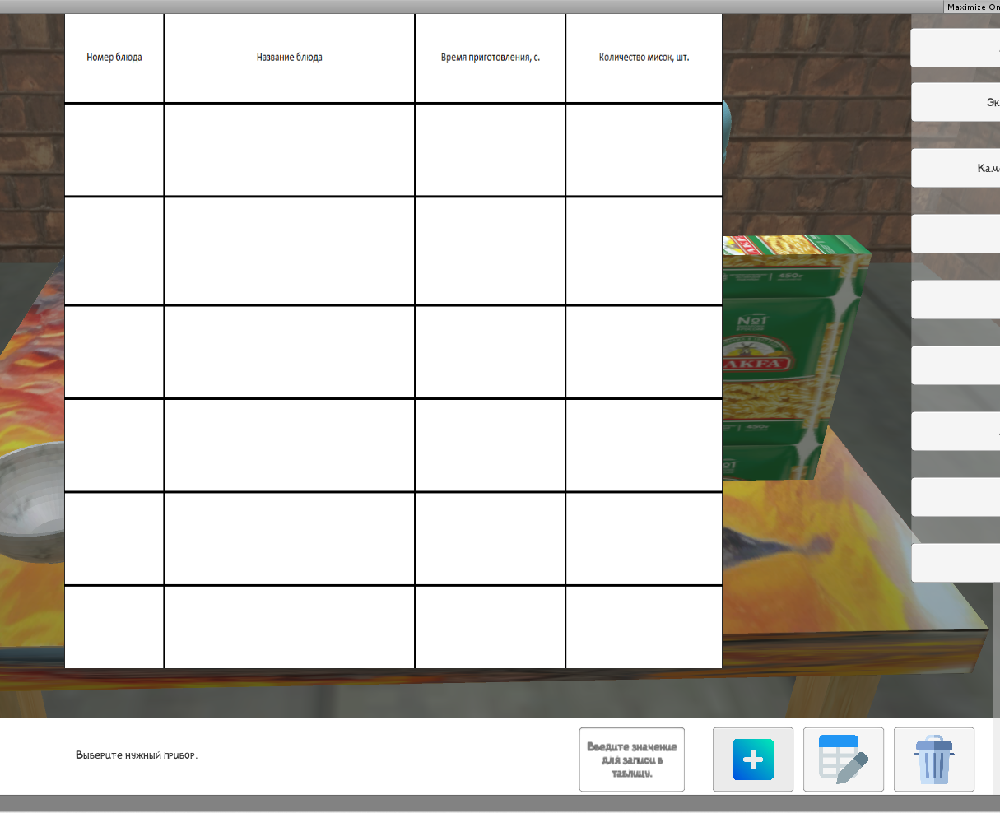 Maximize On
Номер блюда
Название блюда
Время приготовления, с.
Количество мисок, шт.
Эк
Кам
450г
№1
MAKFA
450г
№1
Выберите нужный прибор.
Введите значение
для записи в
таблицу.